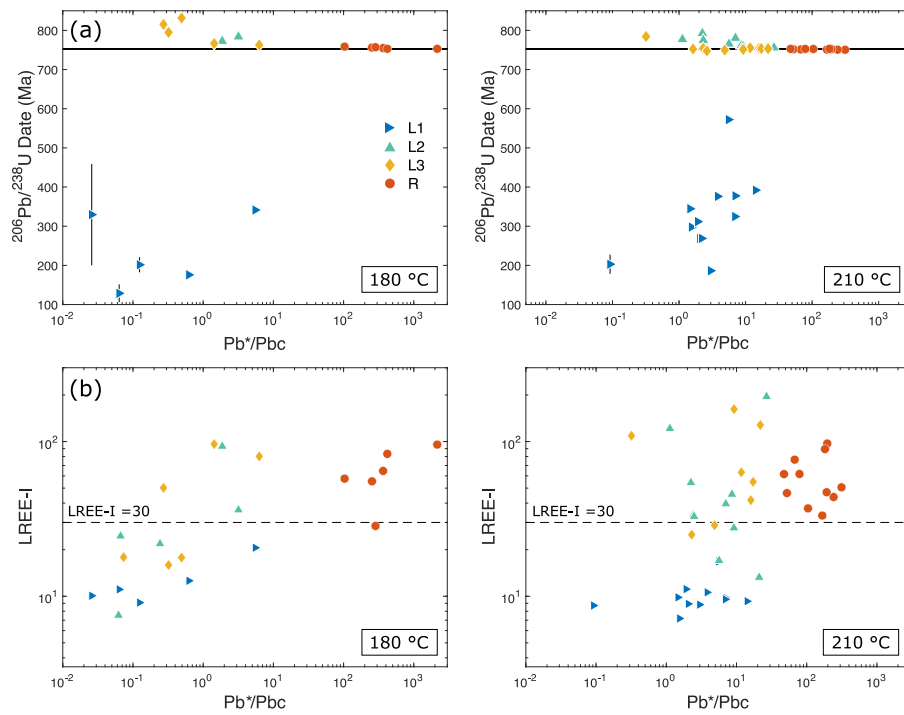 (a)
206Pb/238U Date (Ma)
800
700
600
500
400
300
200
100
L1
L2
L3
R
180 °C
10-2 10-1 100 101 102 103
Pb*/Pbc
206Pb/238U Date (Ma)
800
700
600
500
400
300
200
100
210 °C
10-2 10-1 100 101 102 103
Pb*/Pbc
(b)
LREE-I
102
LREE-I =30
101
180 °C
10-2 10-1 100 101 102 103
Pb*/Pbc
LREE-I
102
LREE-I =30
101
210 °C
10-2 10-1 100 101 102 103
Pb*/Pbc